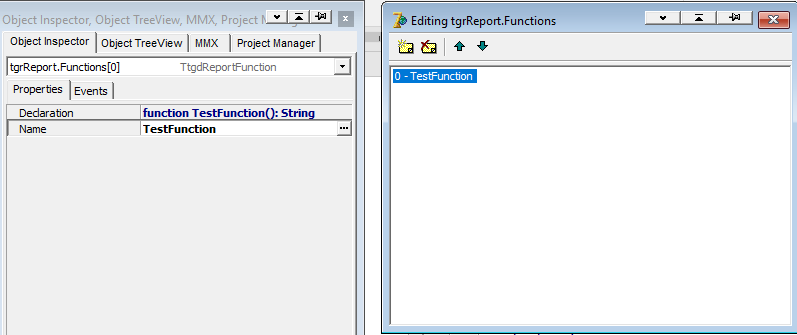 Object Inspector, Object TreeView, MMX, Project Manager
Object Inspector Object TreeView MMX Project Manager
tgrReport.Functions[0] TtgdReportFunction
Properties Events
Declaration function TestFunction(): String
Name TestFunction ...
Editing tgrReport.Functions
0 - TestFunction